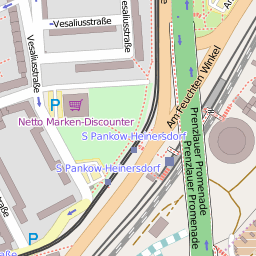 Vesaliusstraße
Vesaliusstraße
Vesaliusstraße
Am Feuchten Winkel
P
Netto Marken-Discounter
S Pankow-Heinersdorf
S Pankow-Heinersdorf
Prenzlauer Promenade
Prenzlauer Promenade
P